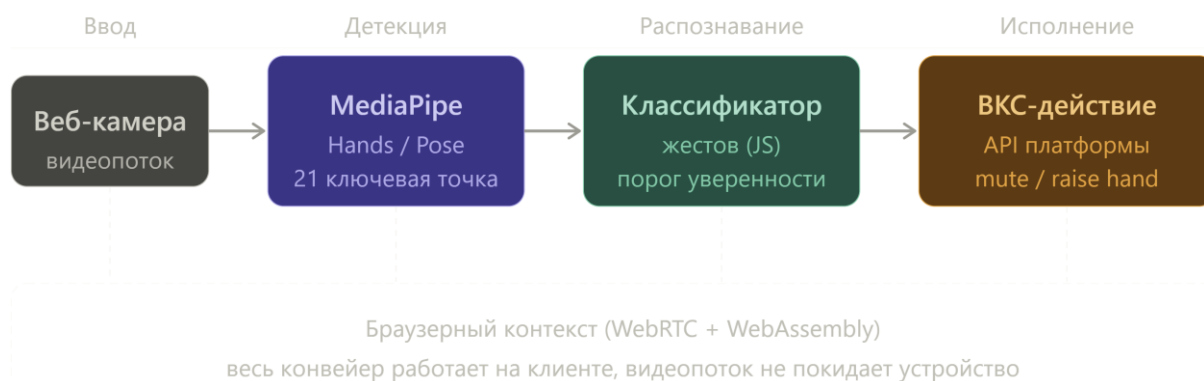 Ввод
Детекция
Распознавание
Исполнение
Веб-камера
видеопоток
MediaPipe
Hands / Pose
21 ключевая точка
Классификатор
жестов (JS)
порог уверенности
ВКС-действие
API платформы
mute / raise hand
Браузерный контекст (WebRTC + WebAssembly)
весь конвейер работает на клиенте, видеопоток не покидает устройство